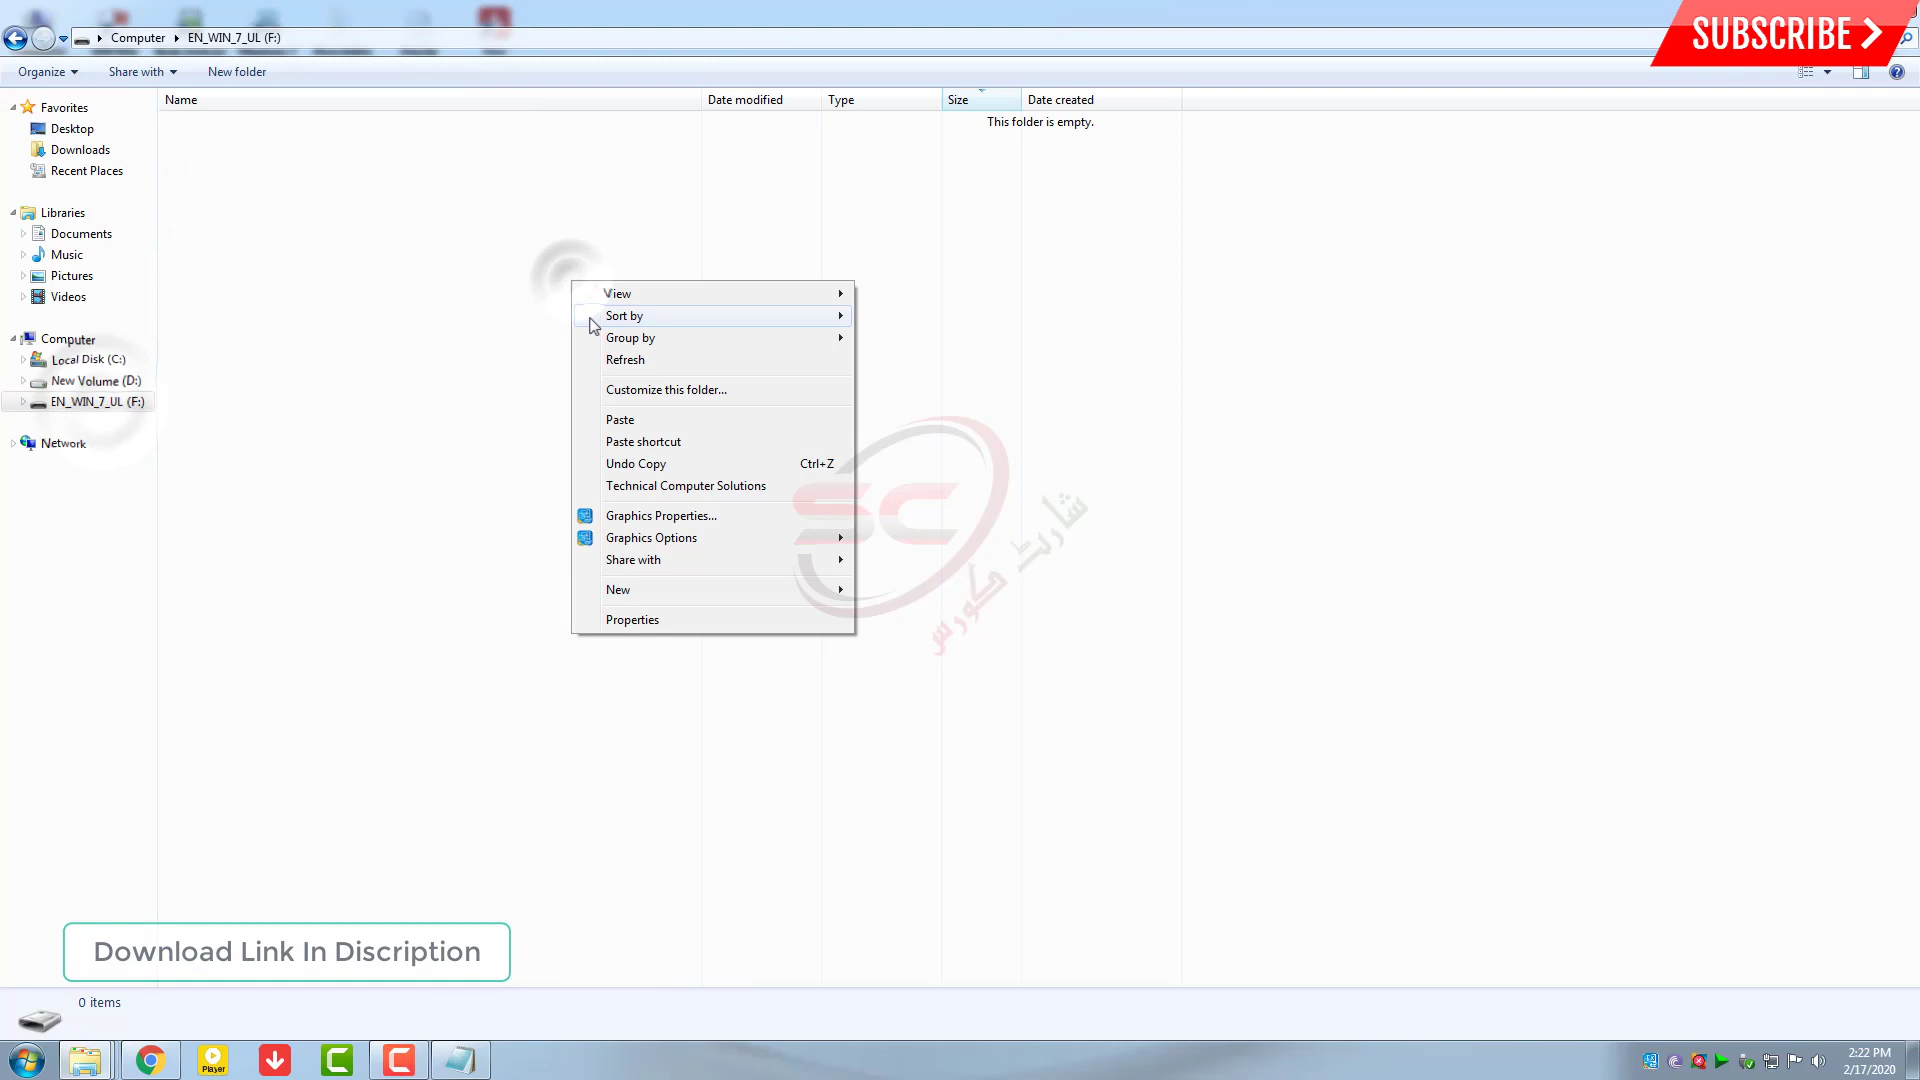 SUBSCRIBE
Computer EN_WIN_7_UL (F:)
Organize Share with New folder
Name Date modified Type Size Date created
This folder is empty.
Favorites
Desktop
Downloads
Recent Places
Libraries
Documents
Music
Pictures
Videos
Computer
Local Disk (C:)
New Volume (D:)
EN_WIN_7_UL (F:)
Network
View
Sort by
Group by
Refresh
Customize this folder...
Paste
Paste shortcut
Undo Copy Ctrl+Z
Technical Computer Solutions
Graphics Properties...
Graphics Options
Share with
New
Properties
SC
شارٹ کورس
Download Link In Discription
0 items
Player
2:22 PM
2/17/2020